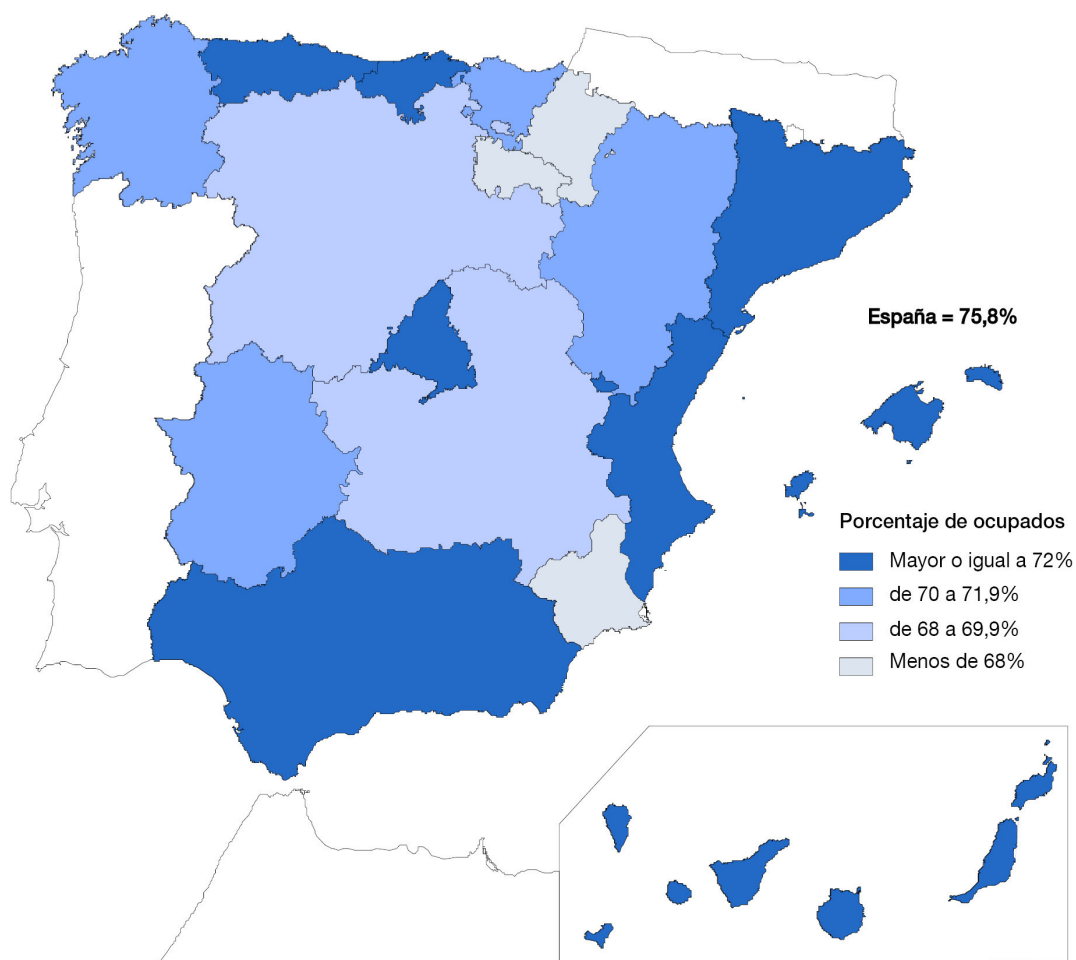 España = 75,8%
Porcentaje de ocupados
Mayor o igual a 72%
de 70 a 71,9%
de 68 a 69,9%
Menos de 68%